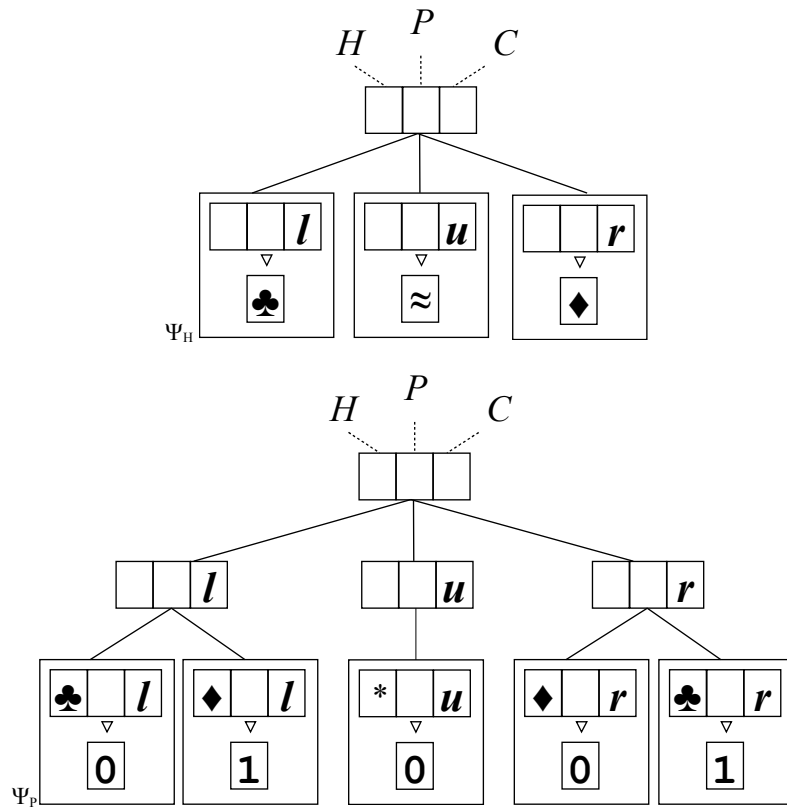 P
H C
l u r
♣ ≈ ♦
Ψ_H
P
H C
l u r
♣ l ♦ l * u ♦ r ♣ r
0 1 0 0 1
Ψ_P